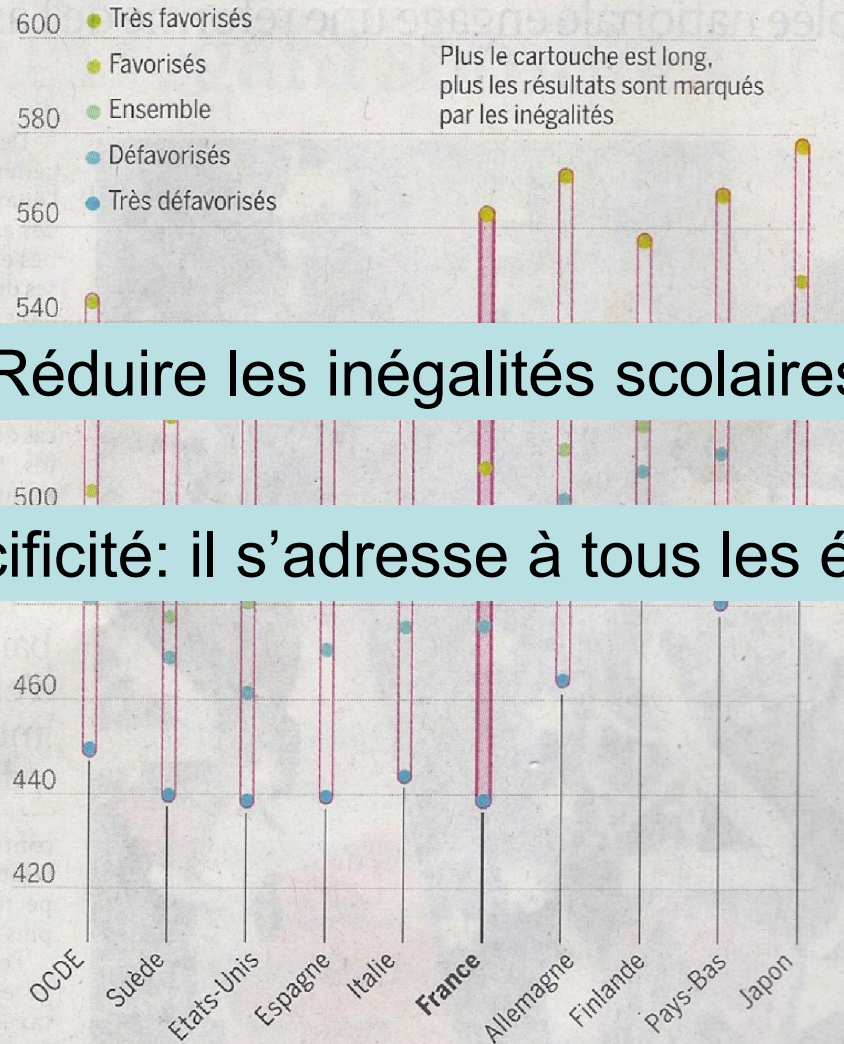 600
Très favorisés
Favorisés
Ensemble
Défavorisés
Très défavorisés
Plus le cartouche est long,
plus les résultats sont marqués
par les inégalités
580
560
540
Réduire les inégalités scolaires
500
cificité: il s’adresse à tous les é
460
440
420
OCDE
Suède
Etats-Unis
Espagne
Italie
France
Allemagne
Finlande
Pays-Bas
Japon